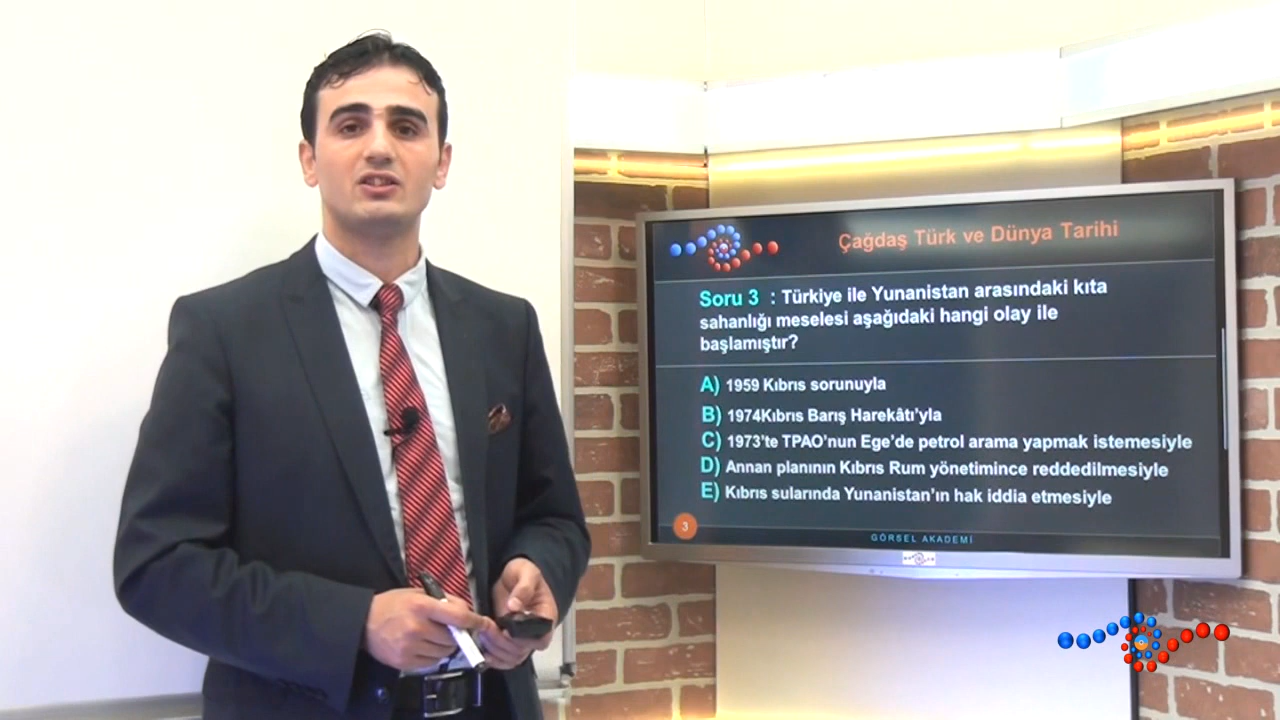 Çağdaş Türk ve Dünya Tarihi
Soru 3 : Türkiye ile Yunanistan arasındaki kıta
sahanlığı meselesi aşağıdaki hangi olay ile
başlamıştır?
A) 1959 Kıbrıs sorunuyla
B) 1974Kıbrıs Barış Harekâtı'yla
C) 1973'te TPAO'nun Ege'de petrol arama yapmak istemesiyle
D) Annan planının Kıbrıs Rum yönetimince reddedilmesiyle
E) Kıbrıs sularında Yunanistan'ın hak iddia etmesiyle
3
GÖRSEL AKADEMİ